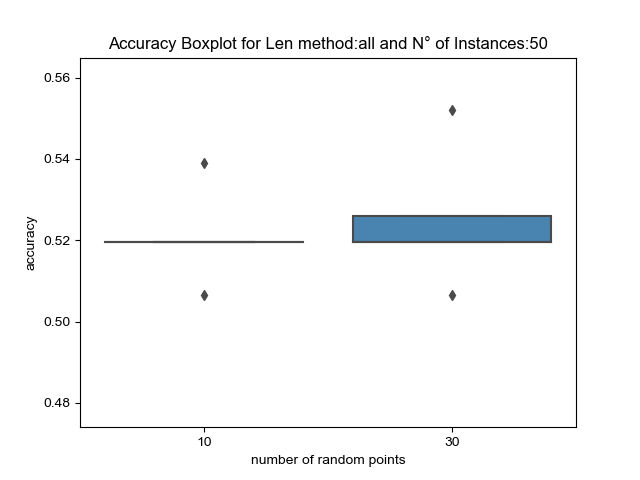 Accuracy Boxplot for Len method:all and N° of Instances:50
0.56
0.54
0.52
0.50
0.48
accuracy
10
30
number of random points